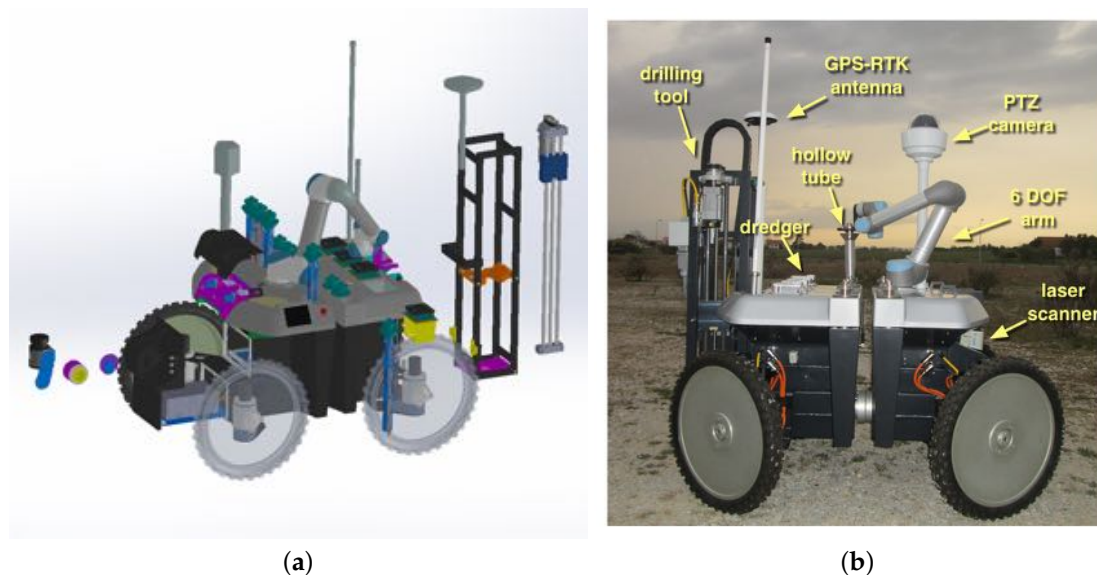 GPS-RTK
antenna
drilling
tool
PTZ
camera
hollow
tube
6 DOF
arm
dredger
laser
scanner
(a)
(b)